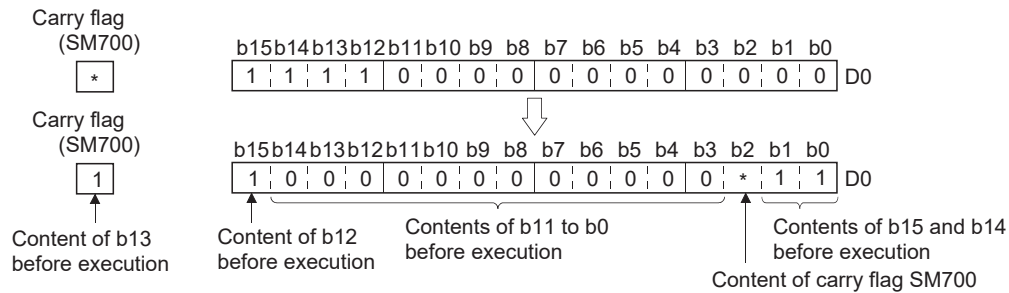 Carry flag
(SM700)
b15 b14 b13 b12 b11 b10 b9 b8 b7 b6 b5 b4 b3 b2 b1 b0
* 1 1 1 1 0 0 0 0 0 0 0 0 0 0 0 0 D0
Carry flag
(SM700)
b15 b14 b13 b12 b11 b10 b9 b8 b7 b6 b5 b4 b3 b2 b1 b0
1 1 0 0 0 0 0 0 0 0 0 0 0 0 * 1 1 D0
Content of b13
before execution
Content of b12
before execution
Contents of b11 to b0
before execution
Contents of b15 and b14
before execution
Content of carry flag SM700